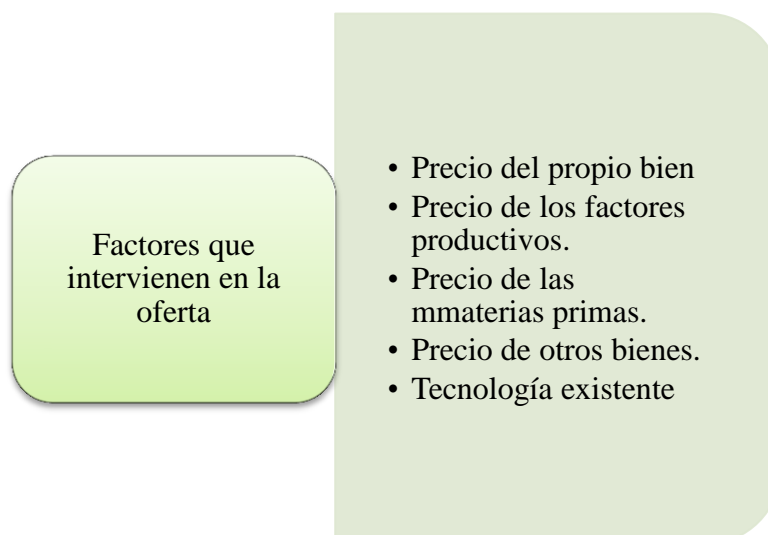 Factores que
intervienen en la
oferta
• Precio del propio bien
• Precio de los factores
productivos.
• Precio de las
mmaterias primas.
• Precio de otros bienes.
• Tecnología existente